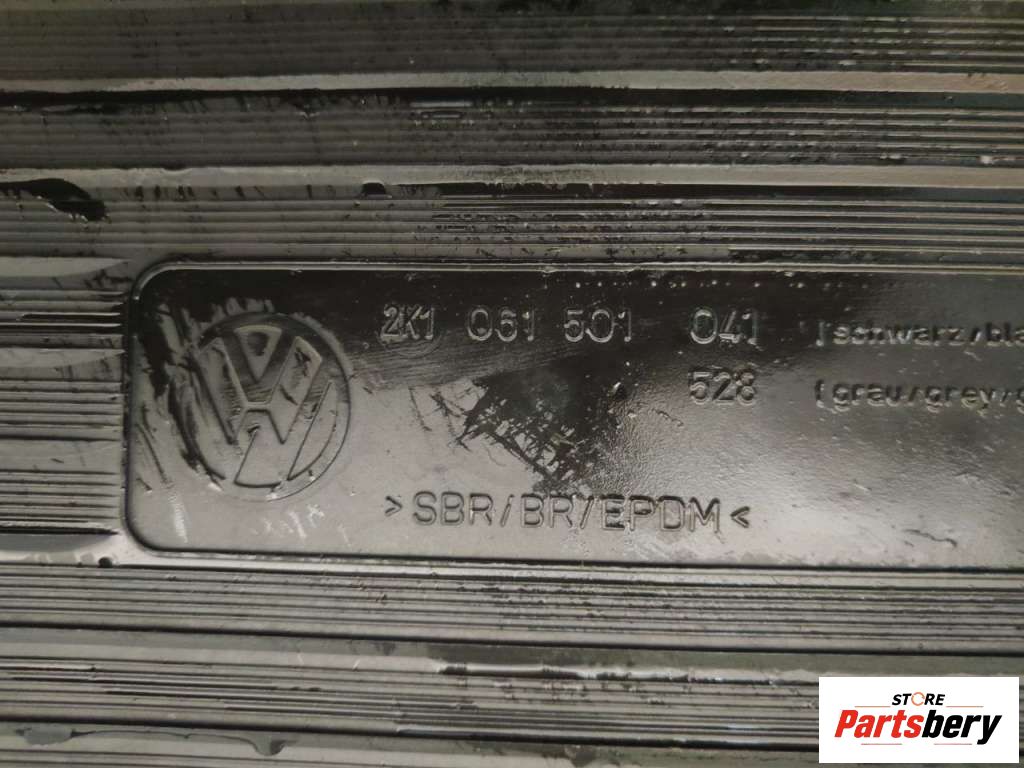 2K1 061 501 041 (schwarz/bla
528 (grau/grey/g
>SBR/BR/EPDM<
STORE
Partsbery